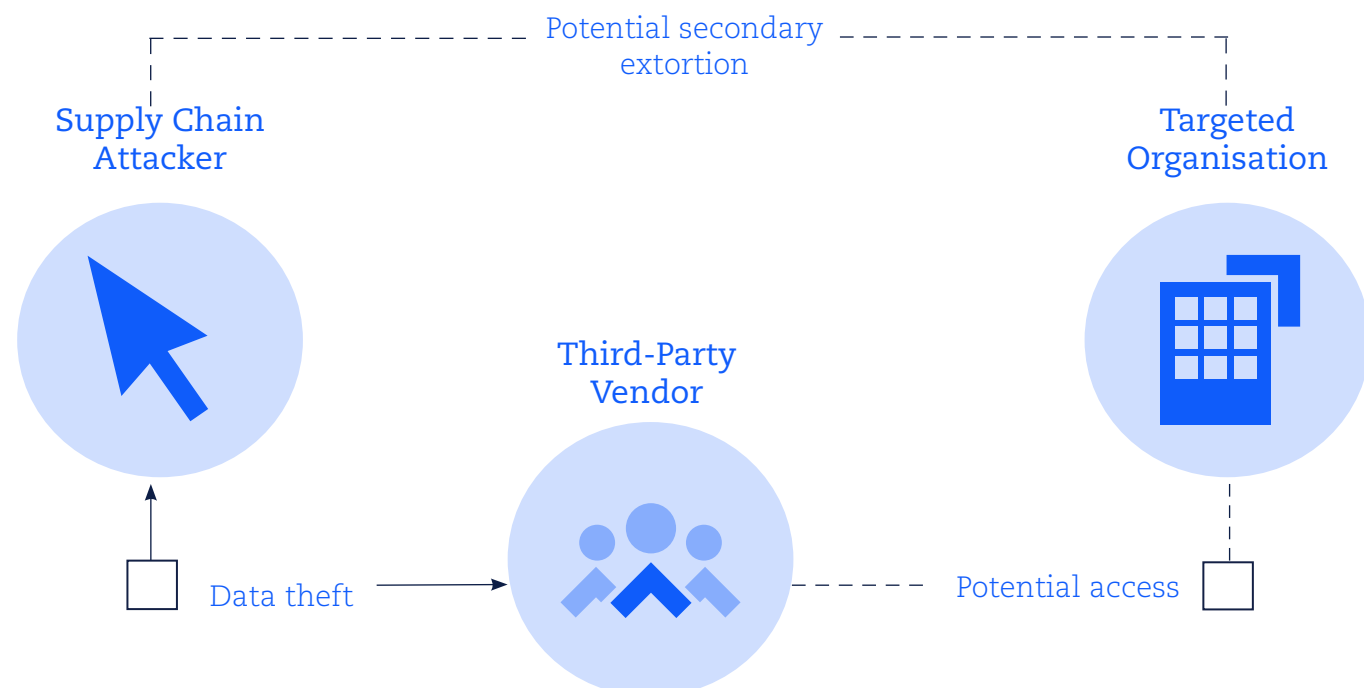 Potential secondary
extortion
Supply Chain
Attacker
Targeted
Organisation
Third-Party
Vendor
Data theft
Potential access